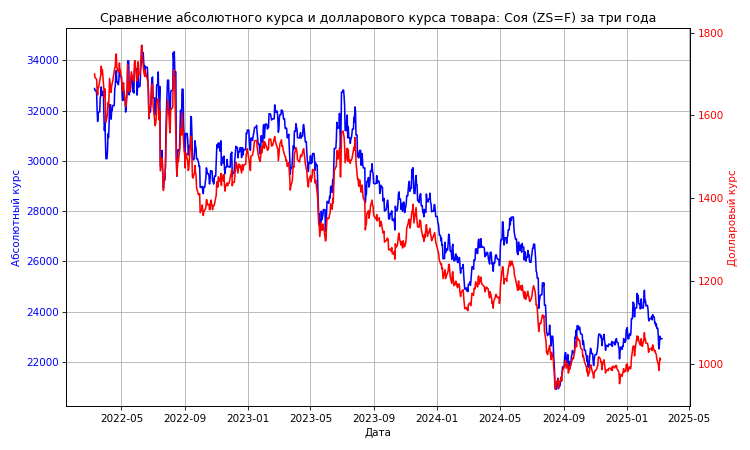 Сравнение абсолютного курса и долларового курса товара: Соя (ZS=F) за три года
Абсолютный курс
34000
32000
30000
28000
26000
24000
22000
1800
1600
1400
1200
1000
Долларовый курс
2022-05 2022-09 2023-01 2023-05 2023-09 2024-01 2024-05 2024-09 2025-01 2025-05
Дата